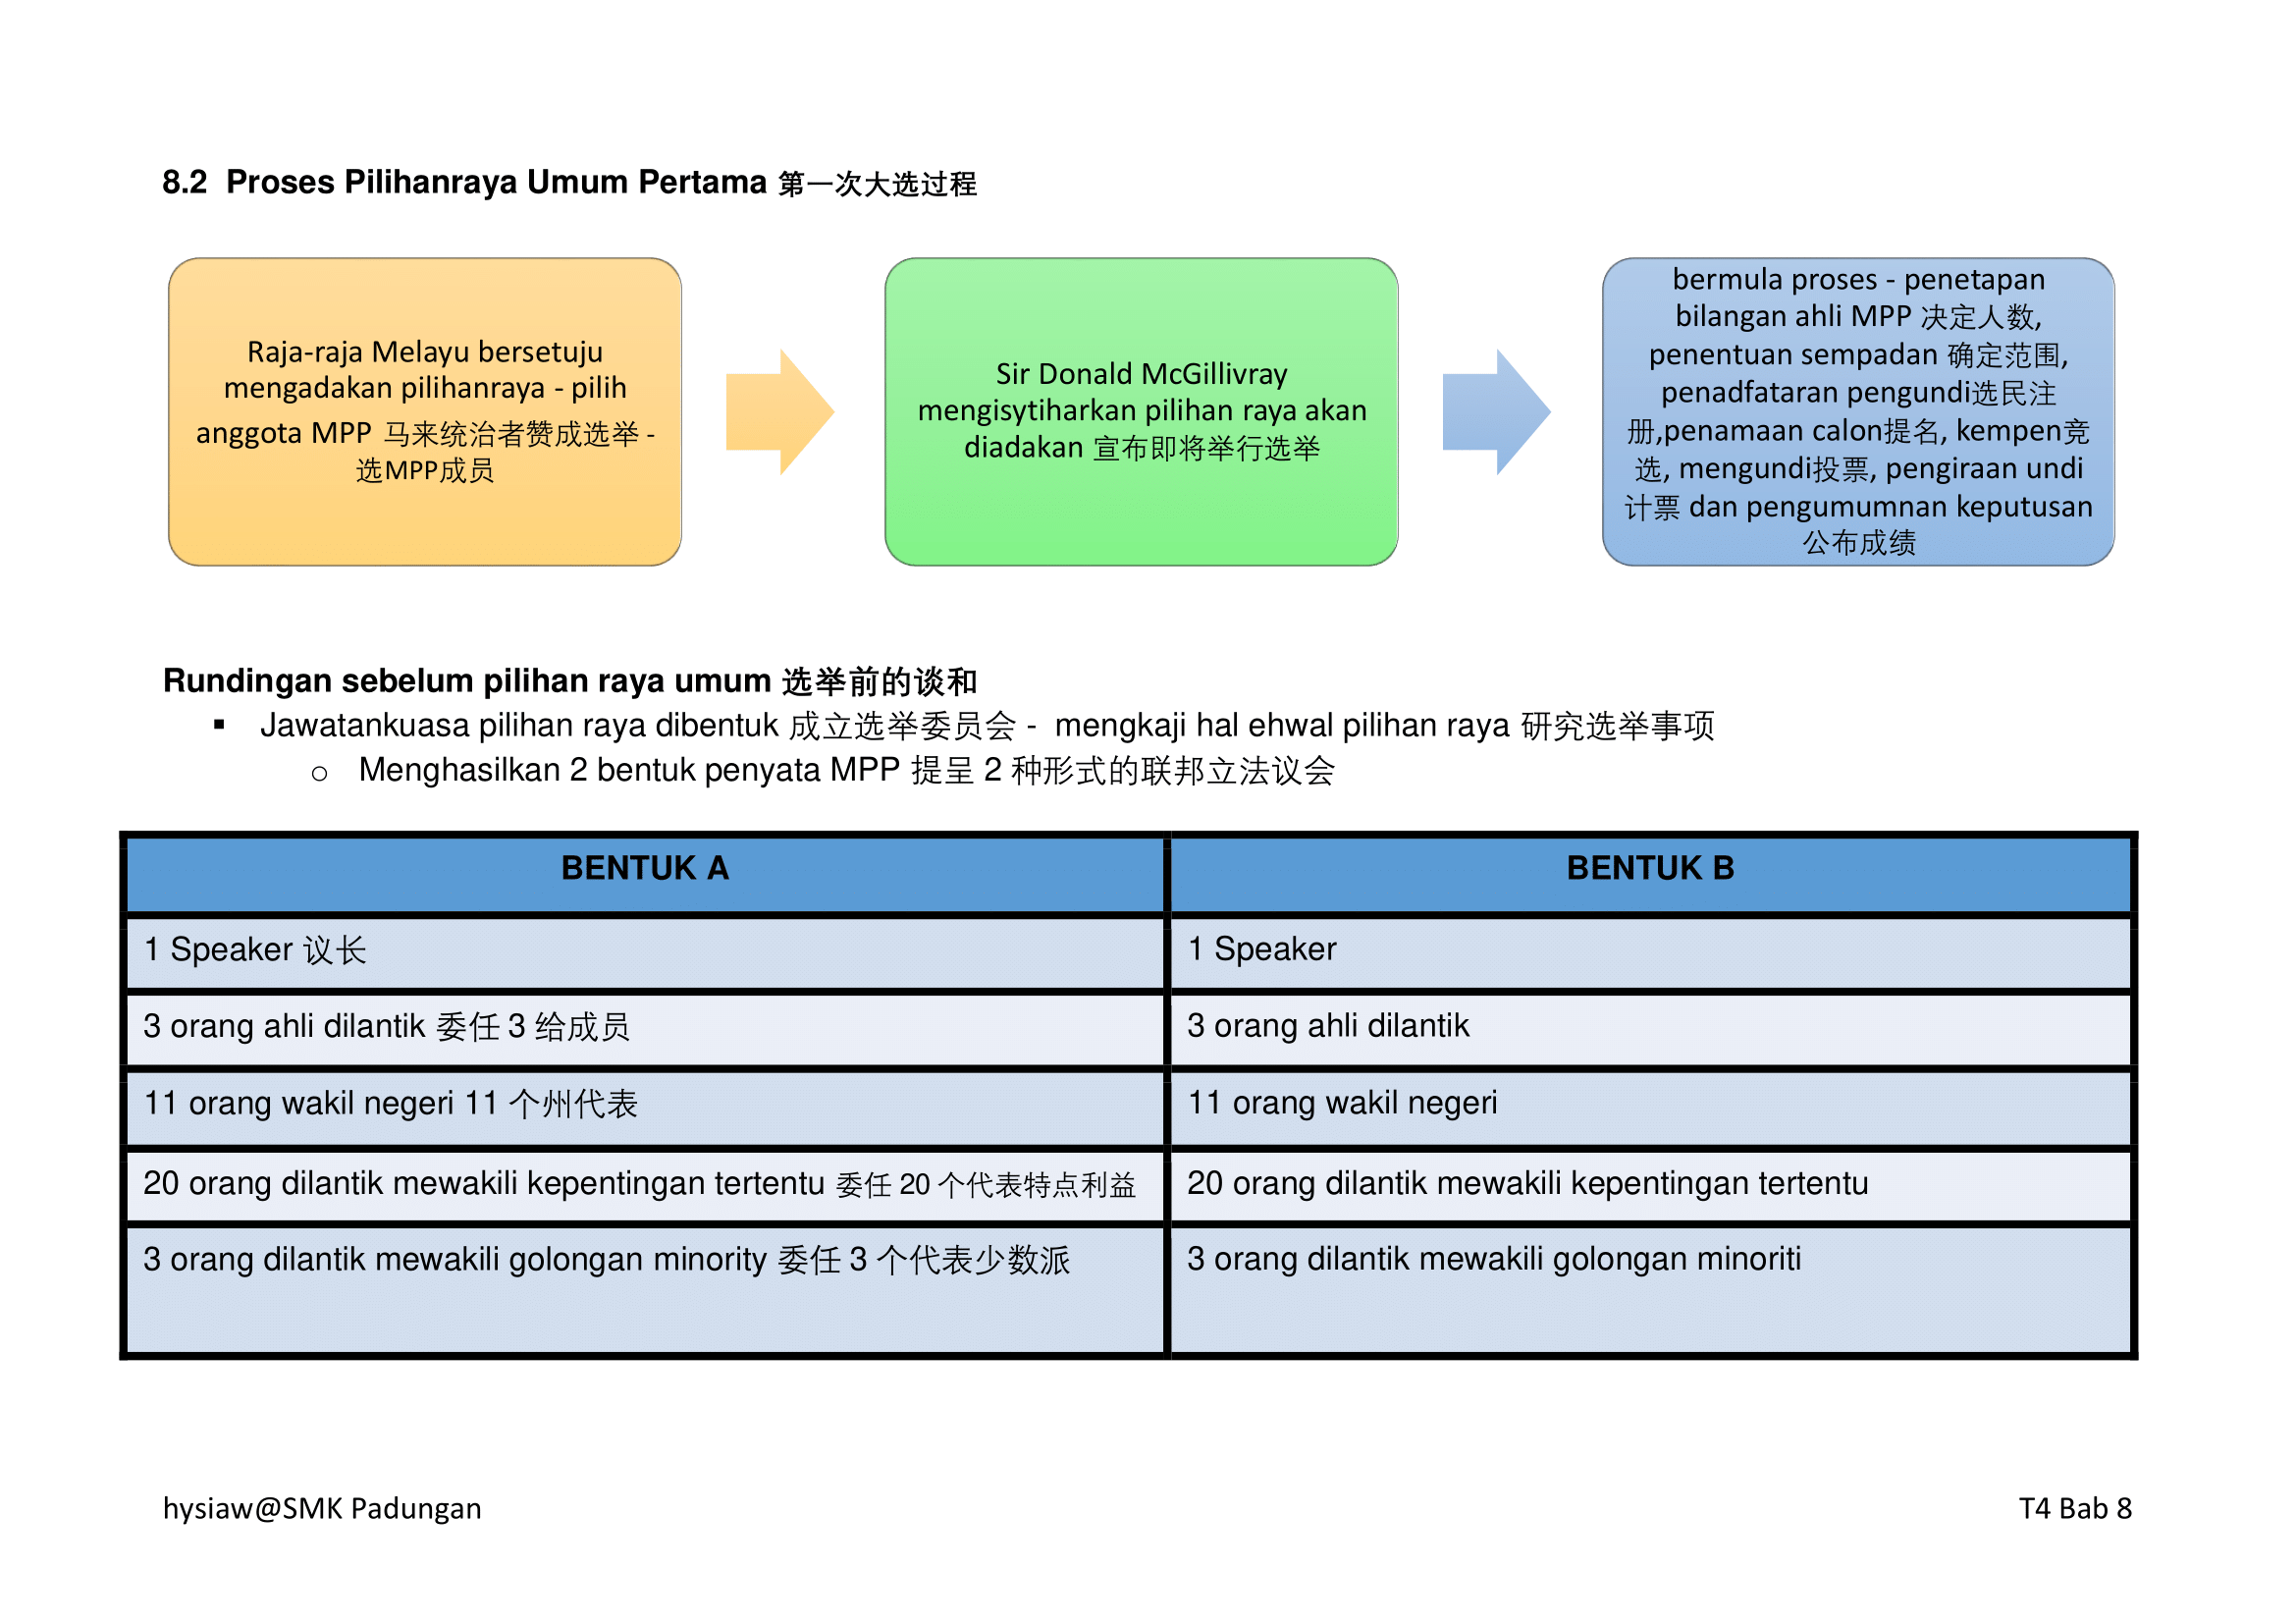 8.2 Proses Pilihanraya Umum Pertama 第一次大选过程
Raja-raja Melayu bersetuju
mengadakan pilihanraya - pilih
anggota MPP 马来统治者赞成选举 -
选MPP成员
Sir Donald McGillivray
mengisytiharkan pilihan raya akan
diadakan 宣布即将举行选举
bermula proses - penetapan
bilangan ahli MPP 决定人数,
penentuan sempadan 确定范围,
penadfataran pengundi选民注
册,penamaan calon提名, kempen竞
选, mengundi投票, pengiraan undi
计票 dan pengumumnan keputusan
公布成绩
Rundingan sebelum pilihan raya umum 选举前的谈和
▪ Jawatankuasa pilihan raya dibentuk 成立选举委员会 - mengkaji hal ehwal pilihan raya 研究选举事项
o Menghasilkan 2 bentuk penyata MPP 提呈 2 种形式的联邦立法议会
BENTUK A
BENTUK B
1 Speaker 议长
1 Speaker
3 orang ahli dilantik 委任 3 给成员
3 orang ahli dilantik
11 orang wakil negeri 11 个州代表
11 orang wakil negeri
20 orang dilantik mewakili kepentingan tertentu 委任 20 个代表特点利益
20 orang dilantik mewakili kepentingan tertentu
3 orang dilantik mewakili golongan minority 委任 3 个代表少数派
3 orang dilantik mewakili golongan minoriti
hysiaw@SMK Padungan
T4 Bab 8